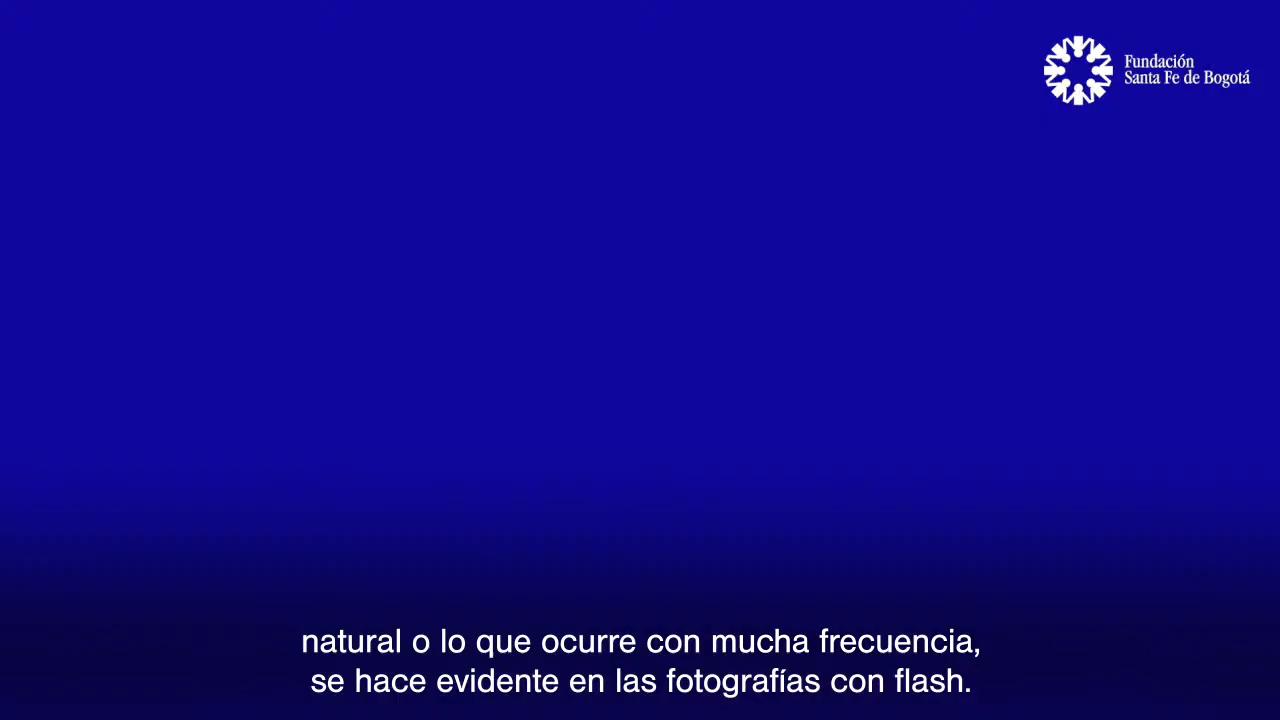 Fundación
Santa Fe de Bogotá
natural o lo que ocurre con mucha frecuencia,
se hace evidente en las fotografías con flash.